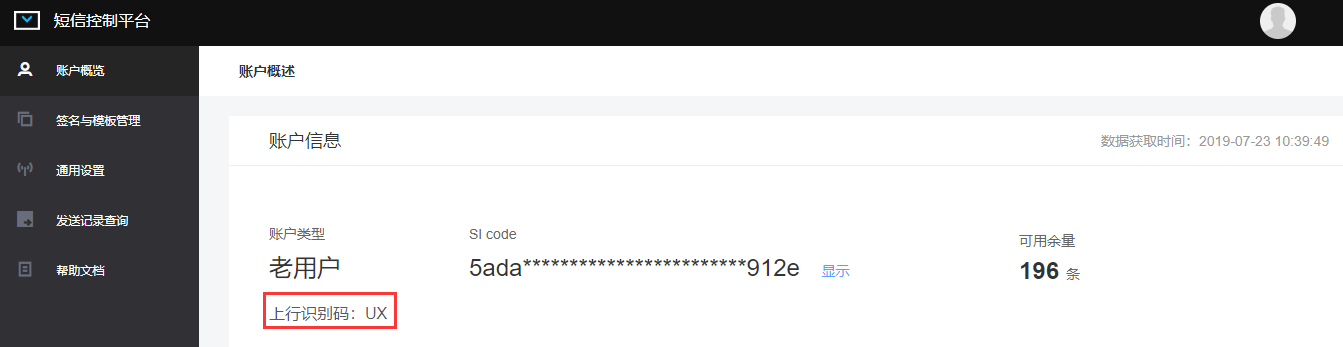 短信控制平台
账户概览
签名与模板管理
通用设置
发送记录查询
帮助文档
账户概述
账户信息
数据获取时间：2019-07-23 10:39:49
账户类型
老用户
上行识别码：UX
SI code
5ada************************912e 显示
可用余量
196 条